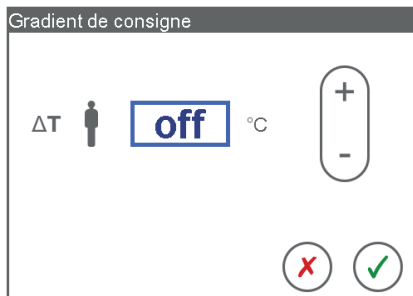 Gradient de consigne
ΔT off °C
+
-